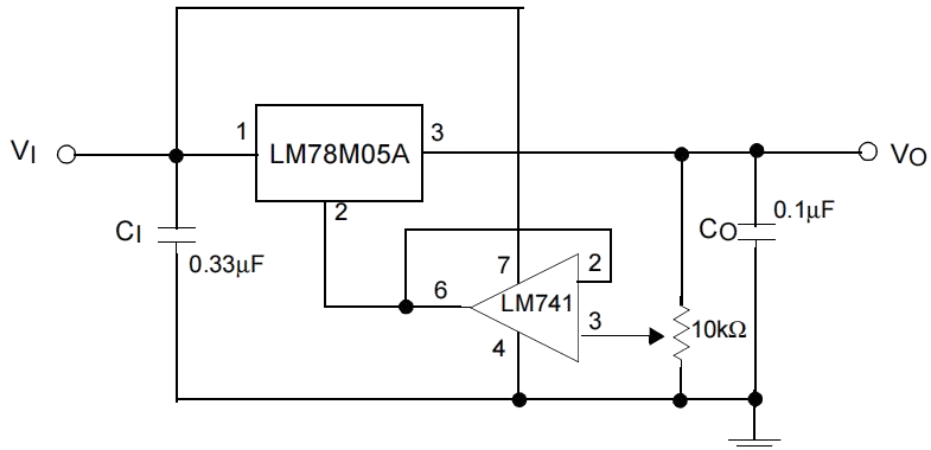 1
3
VI
LM78M05A
VO
2
CI
0.33µF
CO
0.1µF
7
2
6
LM741
3
10kΩ
4